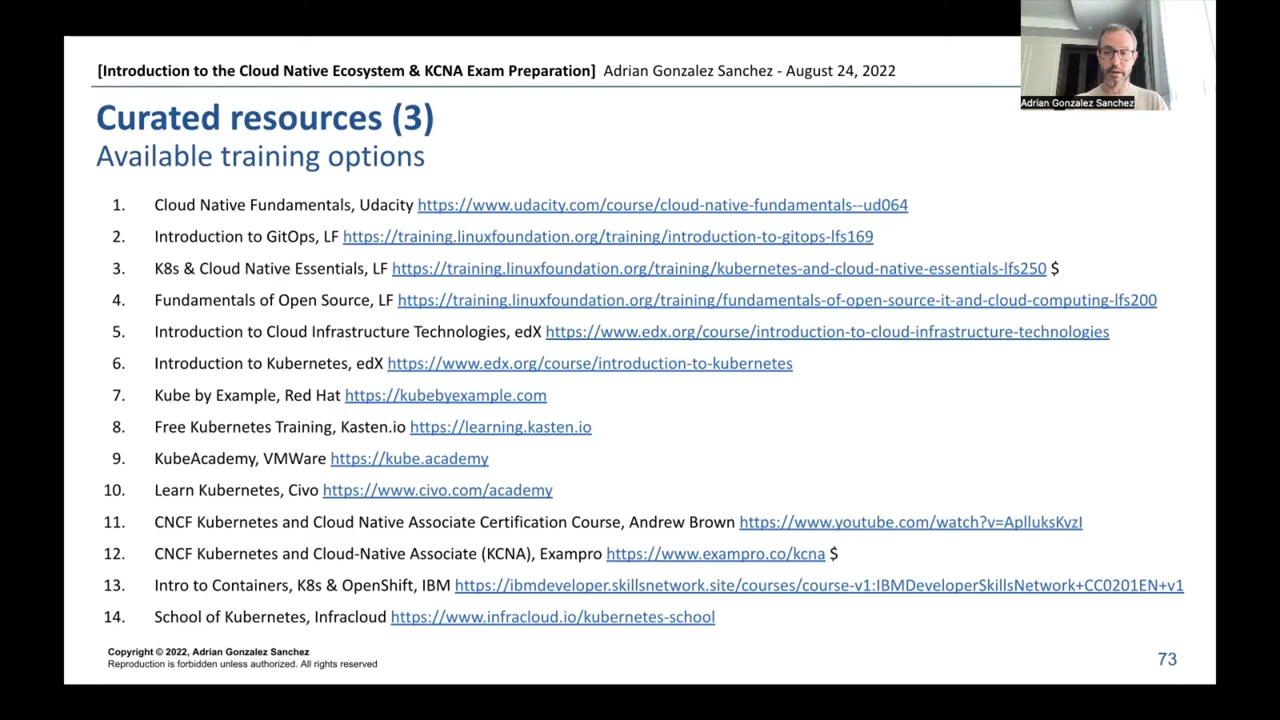 [Introduction to the Cloud Native Ecosystem & KCNA Exam Preparation] Adrian Gonzalez Sanchez - August 24, 2022
Adrian Gonzalez Sanchez
Curated resources (3)
Available training options
1. Cloud Native Fundamentals, Udacity https://www.udacity.com/course/cloud-native-fundamentals--ud064
2. Introduction to GitOps, LF https://training.linuxfoundation.org/training/introduction-to-gitops-lfs169
3. K8s & Cloud Native Essentials, LF https://training.linuxfoundation.org/training/kubernetes-and-cloud-native-essentials-lfs250 $
4. Fundamentals of Open Source, LF https://training.linuxfoundation.org/training/fundamentals-of-open-source-it-and-cloud-computing-lfs200
5. Introduction to Cloud Infrastructure Technologies, edX https://www.edx.org/course/introduction-to-cloud-infrastructure-technologies
6. Introduction to Kubernetes, edX https://www.edx.org/course/introduction-to-kubernetes
7. Kube by Example, Red Hat https://kubebyexample.com
8. Free Kubernetes Training, Kasten.io https://learning.kasten.io
9. KubeAcademy, VMWare https://kube.academy
10. Learn Kubernetes, Civo https://www.civo.com/academy
11. CNCF Kubernetes and Cloud Native Associate Certification Course, Andrew Brown https://www.youtube.com/watch?v=AplluksKvzI
12. CNCF Kubernetes and Cloud-Native Associate (KCNA), Exampro https://www.exampro.co/kcna $
13. Intro to Containers, K8s & OpenShift, IBM https://ibmdeveloper.skillsnetwork.site/courses/course-v1:IBMDeveloperSkillsNetwork+CC0201EN+v1
14. School of Kubernetes, Infracloud https://www.infracloud.io/kubernetes-school
Copyright © 2022, Adrian Gonzalez Sanchez
Reproduction is forbidden unless authorized. All rights reserved
73